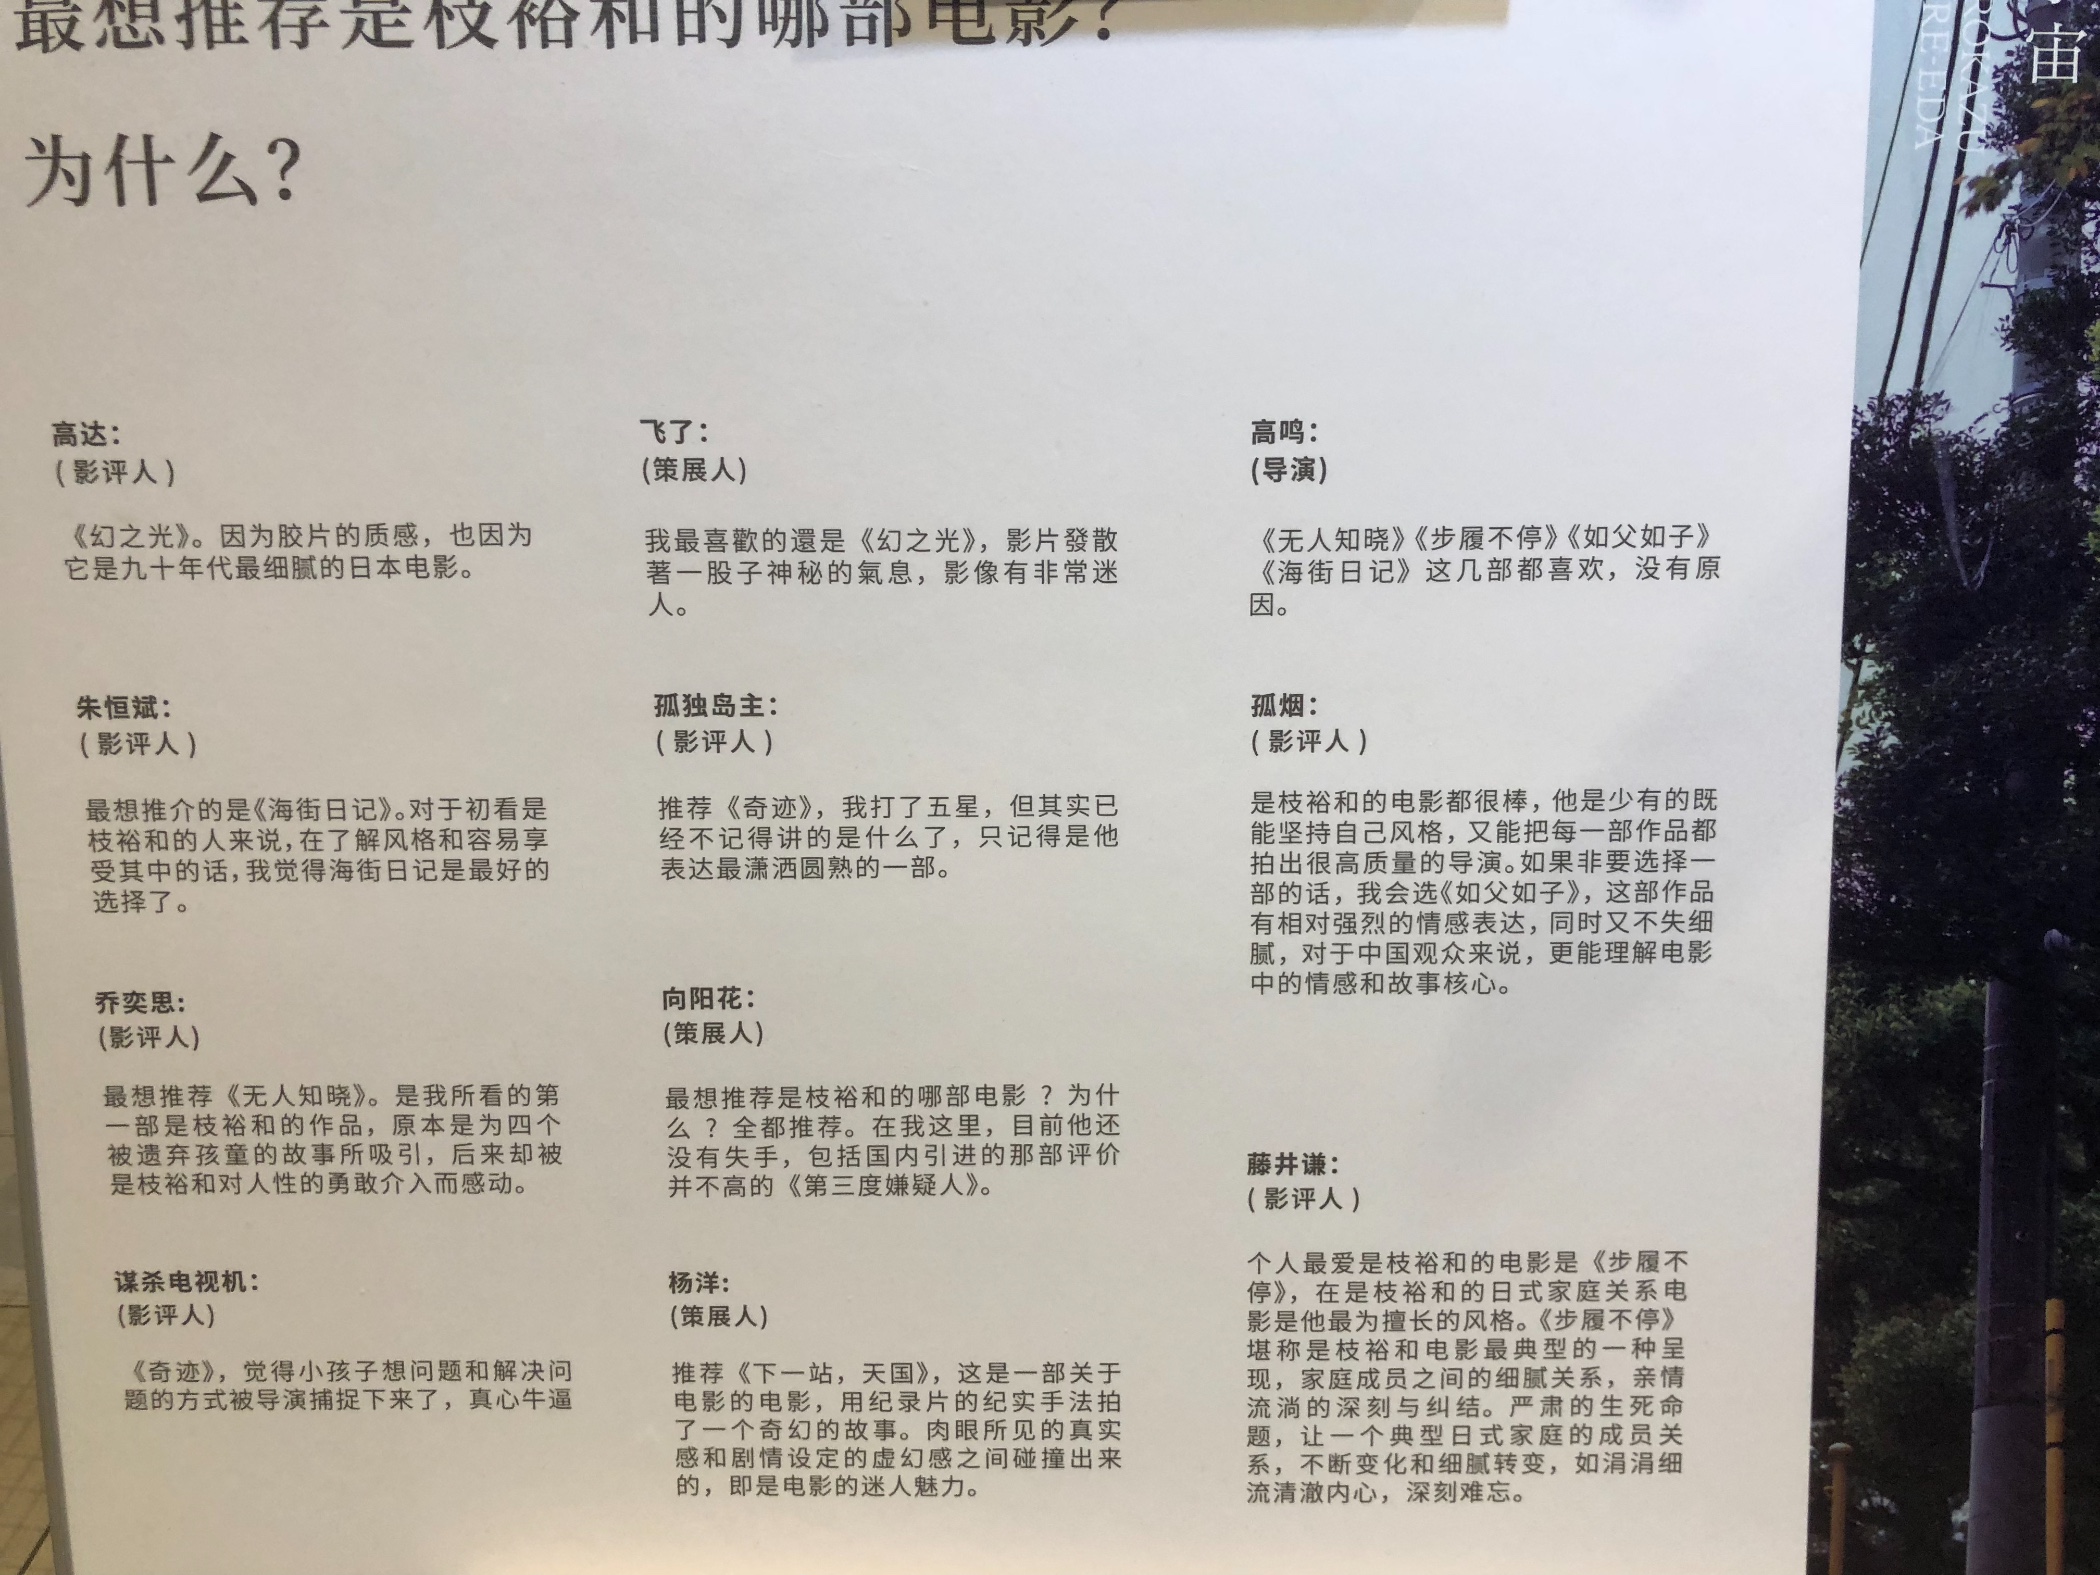 最想推荐是枝裕和的哪部电影?
为什么?
高达：
(影评人)
《幻之光》。因为胶片的质感，也因为
它是九十年代最细腻的日本电影。
朱恒斌：
(影评人)
最想推介的是《海街日记》。对于初看是
枝裕和的人来说，在了解风格和容易享
受其中的话，我觉得海街日记是最好的
选择了。
乔奕思：
(影评人)
最想推荐《无人知晓》。是我所看的第
一部是枝裕和的作品，原本是为四个
被遗弃孩童的故事所吸引，后来却被
是枝裕和对人性的勇敢介入而感动。
谋杀电视机：
(影评人)
《奇迹》，觉得小孩子想问题和解决问
题的方式被导演捕捉下来了，真心牛逼
飞了：
(策展人)
我最喜歡的還是《幻之光》，影片發散
著一股子神秘的氣息，影像有非常迷
人。
孤独岛主：
(影评人)
推荐《奇迹》，我打了五星，但其实已
经不记得讲的是什么了，只记得是他
表达最潇洒圆熟的一部。
向阳花：
(策展人)
最想推荐是枝裕和的哪部电影 ? 为什
么 ? 全都推荐。在我这里，目前他还
没有失手，包括国内引进的那部评价
并不高的《第三度嫌疑人》。
杨洋：
(策展人)
推荐《下一站，天国》，这是一部关于
电影的电影，用纪录片的纪实手法拍
了一个奇幻的故事。肉眼所见的真实
感和剧情设定的虚幻感之间碰撞出来
的，即是电影的迷人魅力。
高鸣：
(导演)
《无人知晓》《步履不停》《如父如子》
《海街日记》这几部都喜欢，没有原
因。
孤烟：
(影评人)
是枝裕和的电影都很棒，他是少有的既
能坚持自己风格，又能把每一部作品都
拍出很高质量的导演。如果非要选择一
部的话，我会选《如父如子》，这部作品
有相对强烈的情感表达，同时又不失细
腻，对于中国观众来说，更能理解电影
中的情感和故事核心。
藤井谦：
(影评人)
个人最爱是枝裕和的电影是《步履不
停》，在是枝裕和的日式家庭关系电
影是他最为擅长的风格。《步履不停》
堪称是枝裕和电影最典型的一种呈
现，家庭成员之间的细腻关系，亲情
流淌的深刻与纠结。严肃的生死命
题，让一个典型日式家庭的成员关
系，不断变化和细腻转变，如涓涓细
流清澈内心，深刻难忘。
宙
ROKAZU
RE-EDA